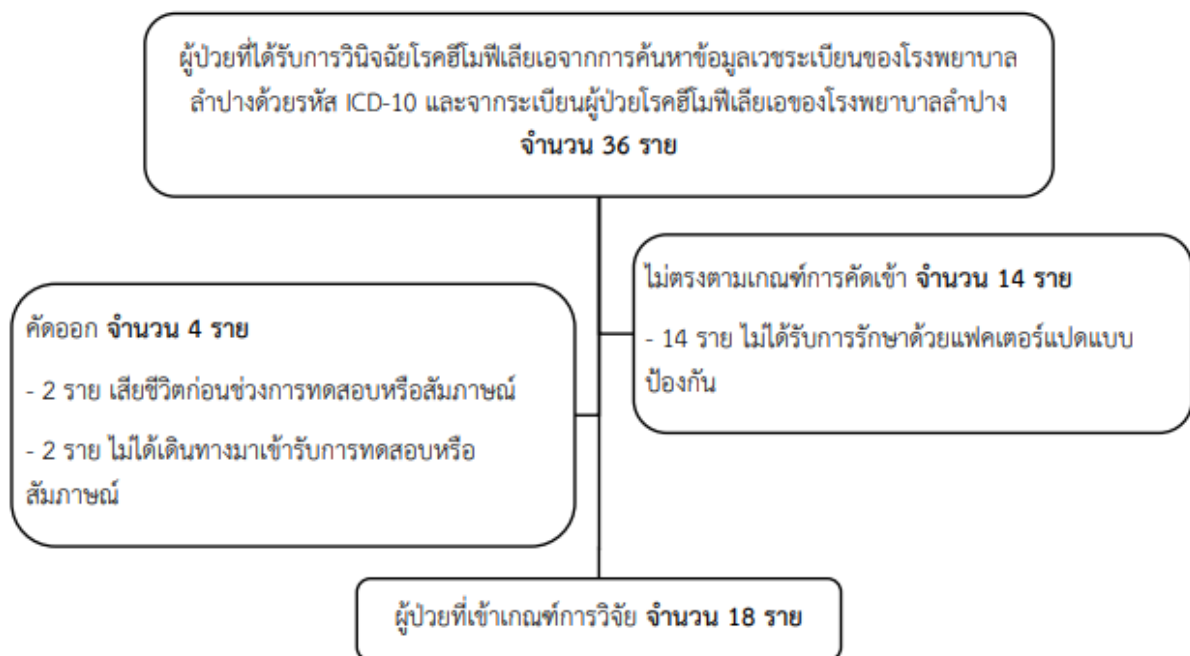 ผู้ป่วยที่ได้รับการวินิจฉัยโรคฮีโมฟีเลียเอจากการค้นหาข้อมูลเวชระเบียนของโรงพยาบาล
ลำปางด้วยรหัส ICD-10 และจากระเบียนผู้ป่วยโรคฮีโมฟีเลียเอของโรงพยาบาลลำปาง
จำนวน 36 ราย
ไม่ตรงตามเกณฑ์การคัดเข้า จำนวน 14 ราย
- 14 ราย ไม่ได้รับการรักษาด้วยแฟคเตอร์แปดแบบ
ป้องกัน
คัดออก จำนวน 4 ราย
- 2 ราย เสียชีวิตก่อนช่วงการทดสอบหรือสัมภาษณ์
- 2 ราย ไม่ได้เดินทางมาเข้ารับการทดสอบหรือ
สัมภาษณ์
ผู้ป่วยที่เข้าเกณฑ์การวิจัย จำนวน 18 ราย